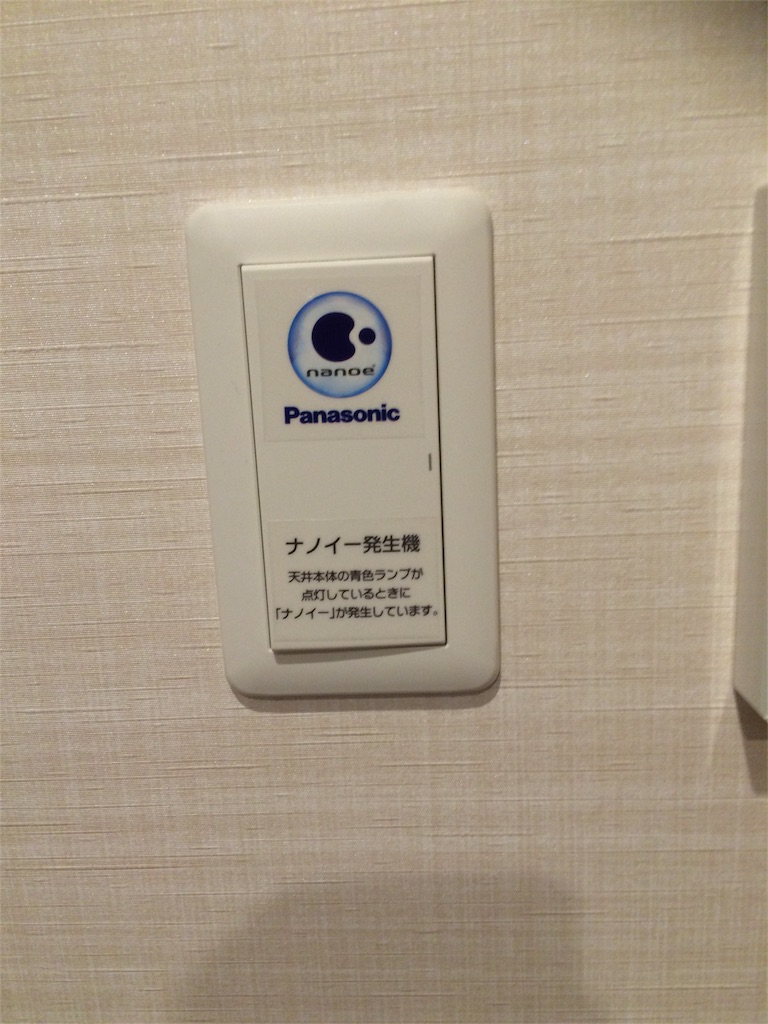 nanoe
Panasonic
ナノイー発生機
天井本体の青色ランプが
点灯しているときに
「ナノイー」が発生しています。